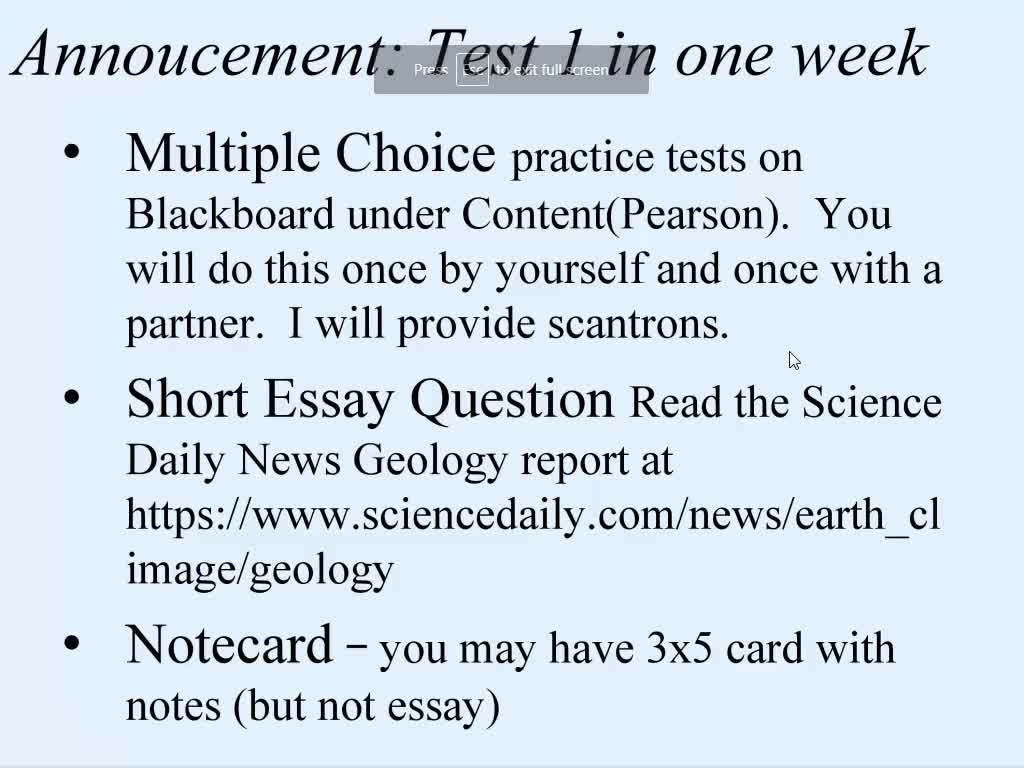 Annoucement: Test 1 in one week
Press Esc to exit full screen
• Multiple Choice practice tests on
Blackboard under Content(Pearson). You
will do this once by yourself and once with a
partner. I will provide scantrons.
• Short Essay Question Read the Science
Daily News Geology report at
https://www.sciencedaily.com/news/earth_cl
image/geology
• Notecard – you may have 3x5 card with
notes (but not essay)